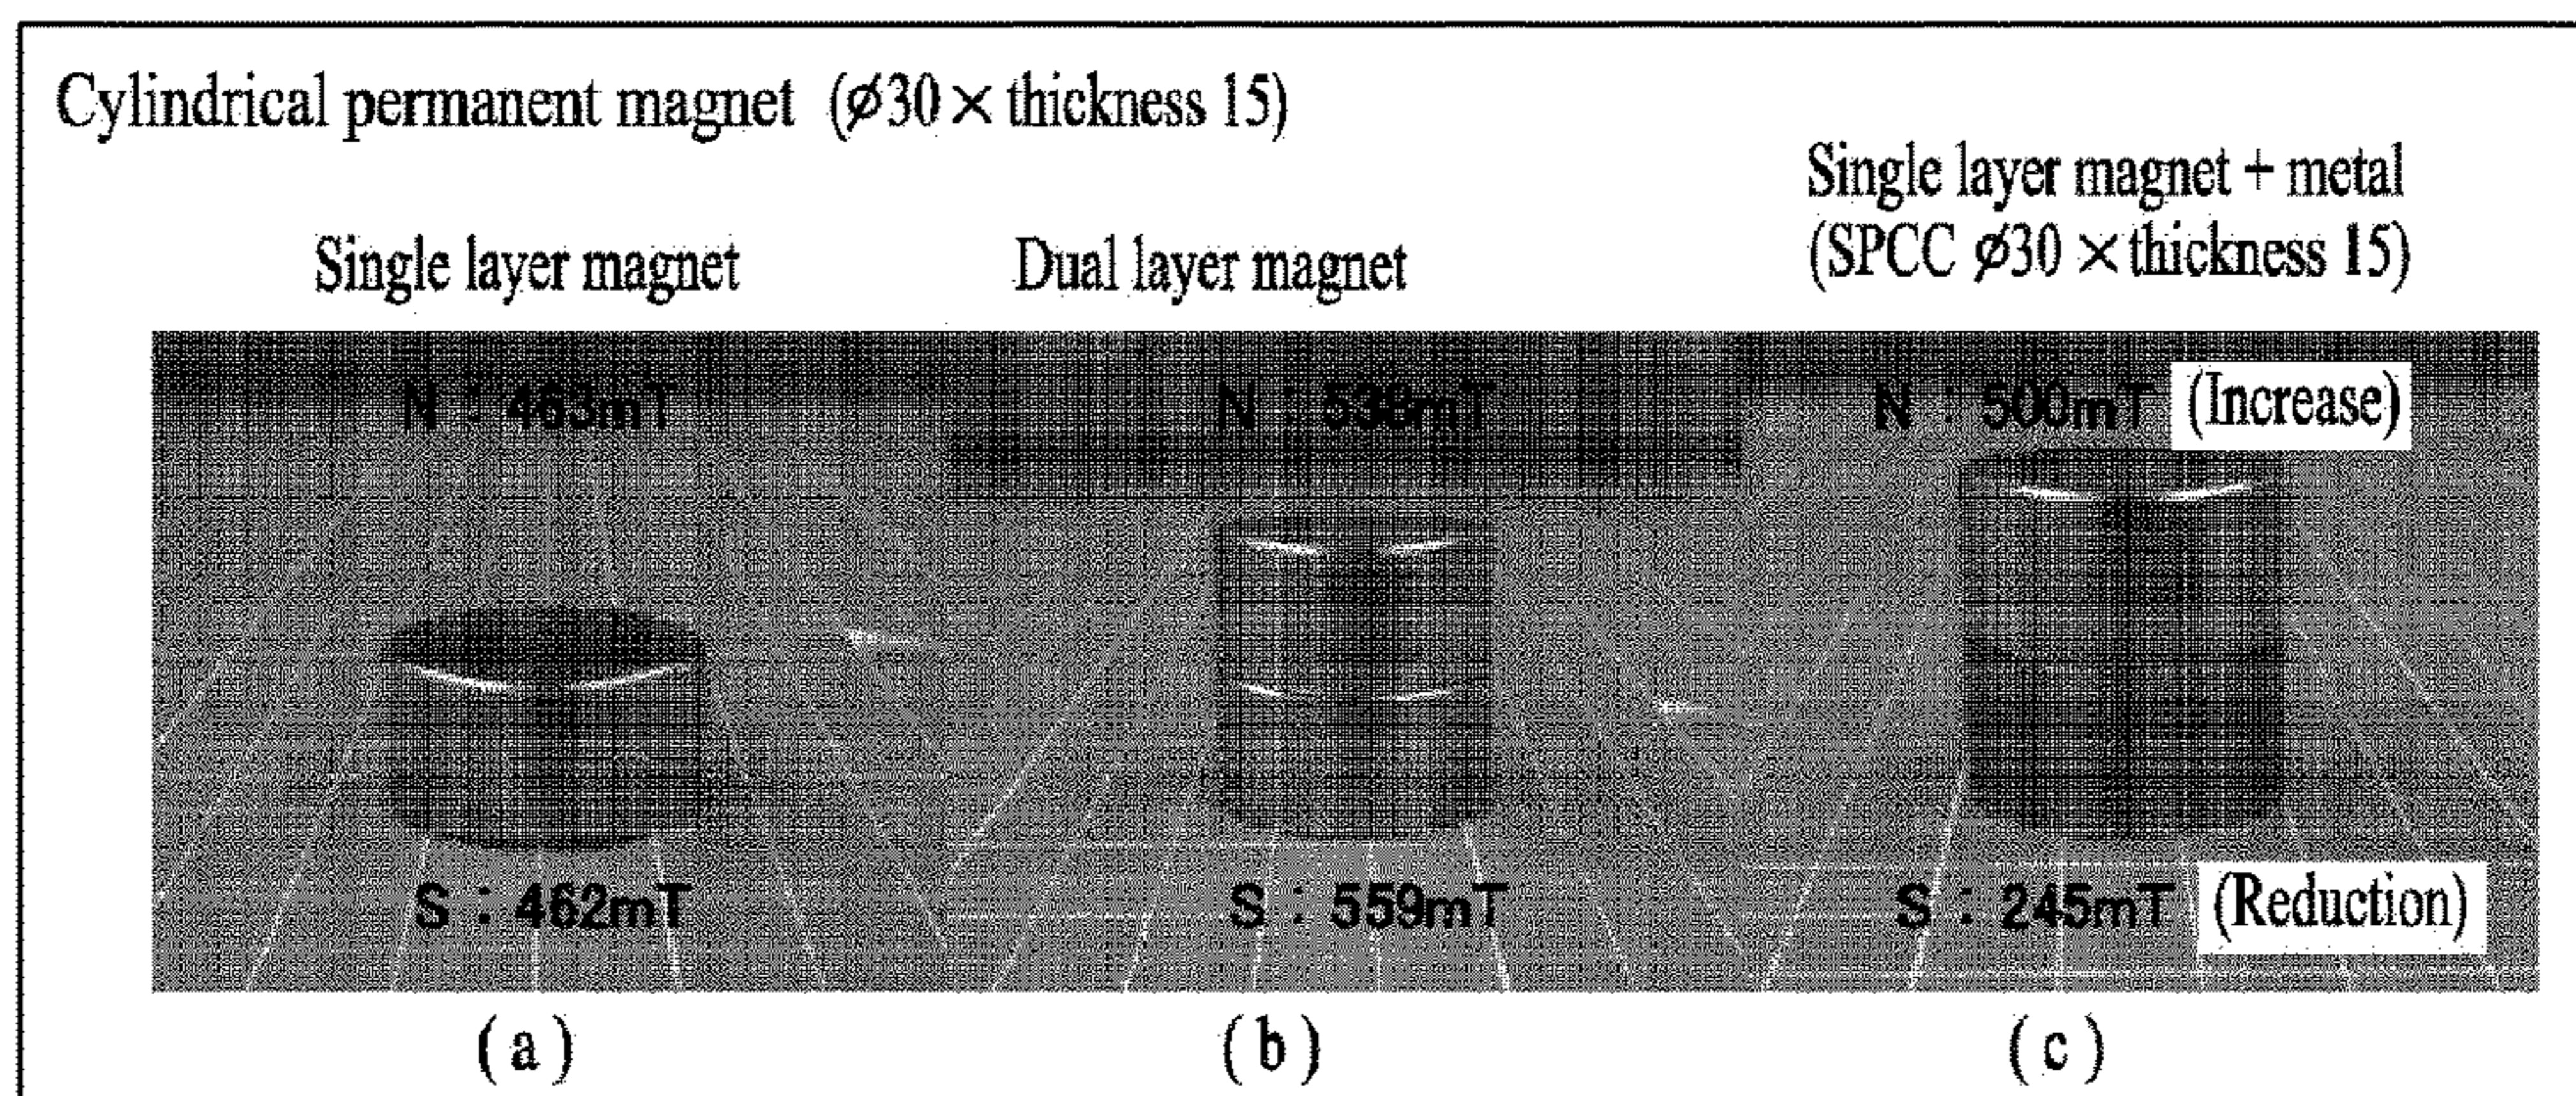 Cylindrical permanent magnet (ø30 × thickness 15)
Single layer magnet + metal
(SPCC ø30 × thickness 15)
Single layer magnet
Dual layer magnet
N : 463mT
N : 538mT
N : 500mT (Increase)
S : 462mT
S : 559mT
S : 245mT (Reduction)
(a)
(b)
(c)